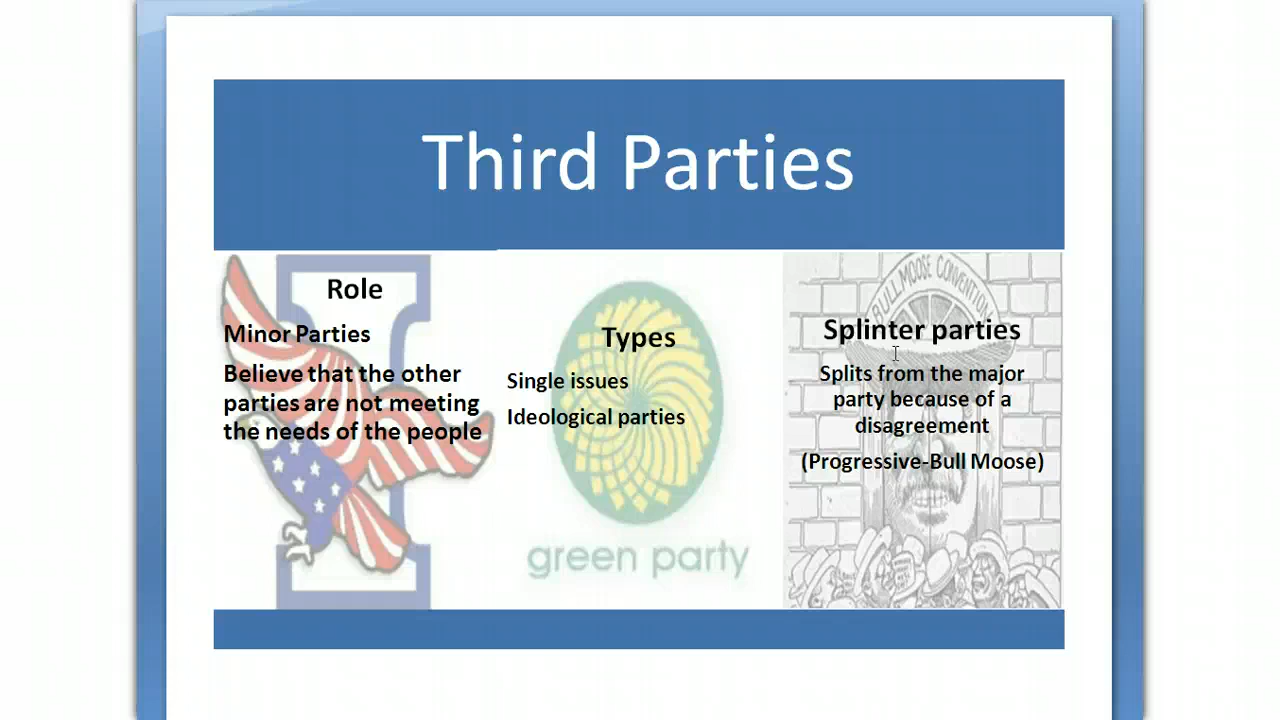 Third Parties
Role
Minor Parties
Believe that the other
parties are not meeting
the needs of the people
Types
Single issues
Ideological parties
green party
BULL MOOSE CONVENTION
Splinter parties
Splits from the major
party because of a
disagreement
(Progressive-Bull Moose)